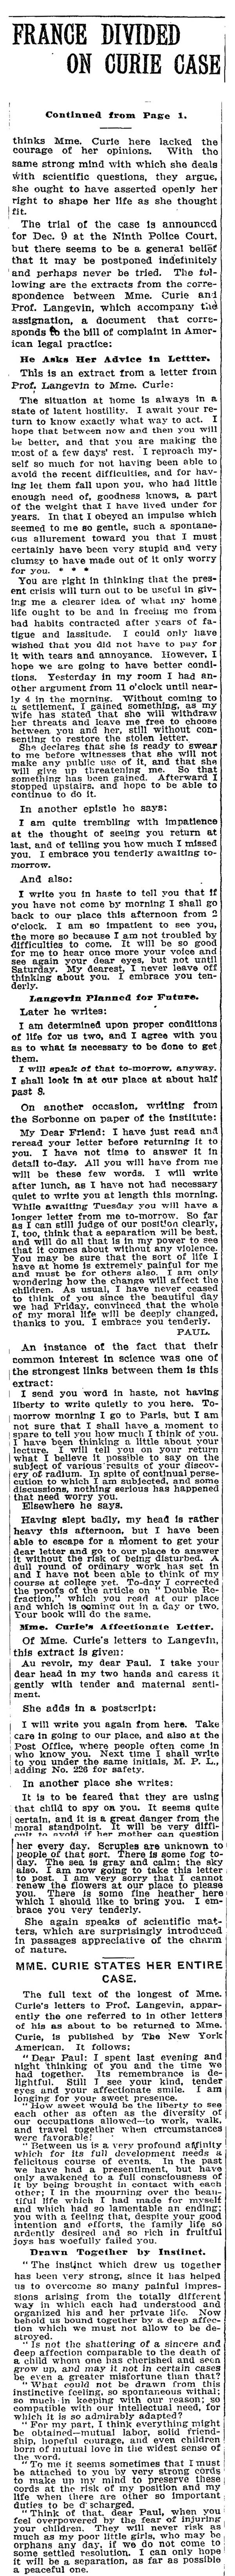 FRANCE DIVIDED
ON CURIE CASE
Continued from Page 1.
thinks Mme. Curie here lacked the
courage of her opinions. With the
same strong mind with which she deals
with scientific questions, they argue,
she ought to have asserted openly her
right to shape her life as she thought
fit.
The trial of the case is announced
for Dec. 9 at the Ninth Police Court,
but there seems to be a general belief
that it may be postponed indefinitely
and perhaps never be tried. The fol-
lowing are the extracts from the corre-
spondence between Mme. Curie and
Prof. Langevin, which accompany the
assignation, a document that corre-
sponds to the bill of complaint in Amer-
ican legal practice:
He Asks Her Advice in Lettter.
This is an extract from a letter from
Prof. Langevin to Mme. Curie:
The situation at home is always in a
state of latent hostility. I await your re-
turn to know exactly what way to act. I
hope that between now and then you will
be better, and that you are making the
most of a few days' rest. I reproach my-
self so much for not having been able to
avoid the recent difficulties, and for hav-
ing let them fall upon you, who had little
enough need of, goodness knows, a part
of the weight that I have lived under for
years. In that I obeyed an impulse which
seemed to me so gentle, such a spontane-
ous allurement toward you that I must
certainly have been very stupid and very
clumsy to have made out of it only worry
for you. * * *
You are right in thinking that the pres-
ent crisis will turn out to be useful in giv-
ing me a clearer idea of what my home
life ought to be and in freeing me from
bad habits contracted after years of fa-
tigue and lassitude. I could only have
wished that you did not have to pay for
it with tears and annoyance. However, I
hope we are going to have better condi-
tions. Yesterday in my room I had an-
other argument from 11 o'clock until near-
ly 4 in the morning. Without coming to
a settlement, I gained something, as my
wife has stated that she will withdraw
her threats and leave me free to choose
between you and her, still without con-
senting to restore the stolen letter.
She declares that she is ready to swear
to me before witnesses that she will not
make any public use of it, and that she
will give up threatening me. So that
something has been gained. Afterward I
stopped upstairs, and hope to be able to
continue to do it.
In another epistle he says:
I am quite trembling with impatience
at the thought of seeing you return at
last, and of telling you how much I missed
you. I embrace you tenderly awaiting to-
morrow.
And also:
I write you in haste to tell you that if
you have not come by morning I shall go
back to our place this afternoon from 2
o'clock. I am so impatient to see you,
the more so because I am not troubled by
difficulties to come. It will be so good
for me to hear once more your voice and
see again your dear eyes, but not until
Saturday. My dearest, I never leave off
thinking about you. I embrace you ten-
derly.
Langevin Planned for Future.
Later he writes:
I am determined upon proper conditions
of life for us two, and I agree with you
as to what is necessary to be done to get
them.
I will speak of that to-morrow, anyway.
I shall look in at our place at about half
past 8.
On another occasion, writing from
the Sorbonne on paper of the institute:
My Dear Friend: I have just read and
reread your letter before returning it to
you. I have not time to answer it in
detail to-day. All you will have from me
will be these on words. I will write
after lunch, as I have not had necessary
quiet to write you at length this morning.
While awaiting Tuesday you will have a
longer letter from me to-morrow. So far
as I can still judge of our position clearly,
I, too, think that a separation will be best,
and will do all that is in my power to see
that it comes about without any violence.
You may be sure that the sort of life I
have at home is extremely painful for me
and must be for others also. I am only
wondering how the change will affect the
children. As usual, I have never ceased
to think of you since the beautiful day
we had Friday, convinced that the whole
of my moral life will be deeply changed,
thanks to you. I embrace you tenderly.
PAUL.
An instance of the fact that their
common interest in science was one of
the strongest links between them is this
extract:
I send you word in haste, not having
liberty to write quietly to you here. To-
morrow morning I go to Paris, but I am
not sure that I shall have a moment to
spare to tell you how much I think of you.
I have been thinking a little about your
lecture. I will tell you on your return
what I believe it possible to say on the
subject of various results of your discov-
ery of radium. In spite of continual perse-
cution to which I am subjected, and some
discussions, nothing serious has happened
that need worry you.
Elsewhere he says.
Having slept badly, my head is rather
heavy this afternoon, but I have been
able to escape for a moment to get your
dear letter and go to our place to answer
it without the risk of being disturbed. A
dull round of ordinary work has set in
and I have not been able to think of my
course at college yet. To-day I corrected
the proofs of the article on "Double Re-
fraction," which you read at our place
and which is coming out in a day or two.
Your book will do the same.
Mme. Curie's Affectionate Letter.
Of Mme. Curie's letters to Langevin,
this extract is given:
Au revoir, my dear Paul. I take your
dear head in my two hands and caress it
gently with tender and maternal senti-
ment.
She adds in a postscript:
I will write you again from here. Take
care in going to our place, and also at the
Post Office, where people often come in
who know you. Next time I shall write
to you under the same initials, M. P. L.,
adding No. 226 for safety.
In another place she writes:
It is to be feared that they are using
that child to spy on you. It seems quite
certain, and it is a great danger from the
moral standpoint. It will be very diffi-
cult to avoid if her mother can question
her every day. Scruples are unknown to
people of that sort. There is some fog to-
day. The sea is gray and calm; the sky
also. I am now going to take this letter
to post. I am very sorry that I cannot
renew the flowers at our place to please
you. There is some fine heather here
which I should like to bring you. I em-
brace you very tenderly.
She again speaks of scientific mat-
ters, which are surprisingly introduced
in passages appreciative of the charm
of nature.
MME. CURIE STATES HER ENTIRE
CASE.
The full text of the longest of Mme.
Curie's letters to Prof. Langevin, appar-
ently the one referred to in other letters
of his as about to be returned to Mme.
Curie, is published by The New York
American. It follows:
"Dear Paul: I spent last evening and
night thinking of you and the time we
had together. Its remembrance is de-
lightful. Still I see your kind, tender
eyes and your affectionate smile. I am
longing for your sweet presence.
"How sweet would be the liberty to see
each other as often as the diversity of
our occupations allowed—to work, walk,
and travel together when circumstances
were favorable!
"Between us is a very profound affinity
which for its full development needs a
felicitous course of events. In the past
we have had a presentiment, but have
only awakened to a full consciousness of
it by being brought in contact with each
other; I in the mourning over the beau-
tiful life which I had made for myself
and which had so lamentable an ending;
you with a feeling that, despite your good
intention and efforts, the family life so
ardently desired and so rich in fruitful
joys has woefully failed you.
Drawn Together by Instinct.
"The instinct which drew us together
has been very strong, since it has helped
us to overcome so many painful impres-
sions arising from the totally different
way in which each had understood and
organized his and her private life. Now
behold us bound together by a deep affec-
tion which we must not allow to be de-
stroyed.
"Is not the shattering of a sincere and
deep affection comparable to the death of
a child whom one has cherished and seen
grow up, and may it not in certain cases
be even a greater misfortune than that?
"What could not be drawn from this
instinctive feeling, so spontaneous withal;
so much in keeping with our reason; so
compatible with our intellectual need, for
which it is so admirably adapted?
"For my part, I think everything might
be obtained—mutual labor, solid friend-
ship, hopeful courage, and even children
born of mutual love in the widest sense of
the word.
"To me it seems sometimes that I must
be attached to you by very strong cords
to make up my mind to preserve these
cords at the risk of my position and my
life when there are other so important
duties to be discharged.
"Think of that, dear Paul, when you
feel overpowered by the fear of injuring
your children. They will never risk as
much as my poor little girls, who may be
orphans any day, if we do not come to
some settled resolution. I can only hope
it will be a separation, as far as possible
a peaceful one.